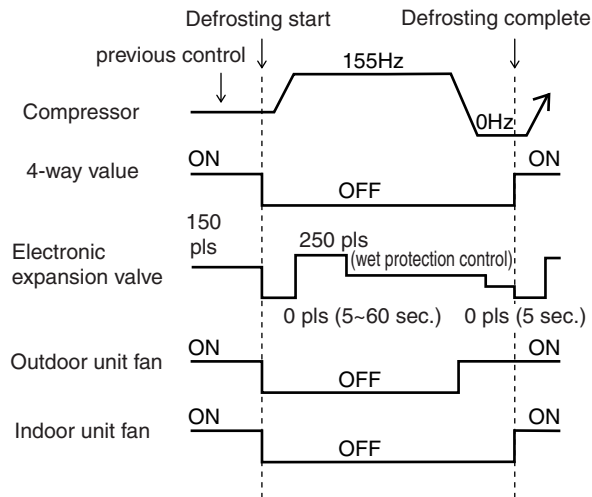 Defrosting start
Defrosting complete
previous control
155Hz
Compressor
0Hz
ON
ON
4-way value
OFF
150
pls
250 pls
(wet protection control)
Electronic
expansion valve
0 pls (5~60 sec.)
0 pls (5 sec.)
ON
ON
Outdoor unit fan
OFF
ON
ON
Indoor unit fan
OFF